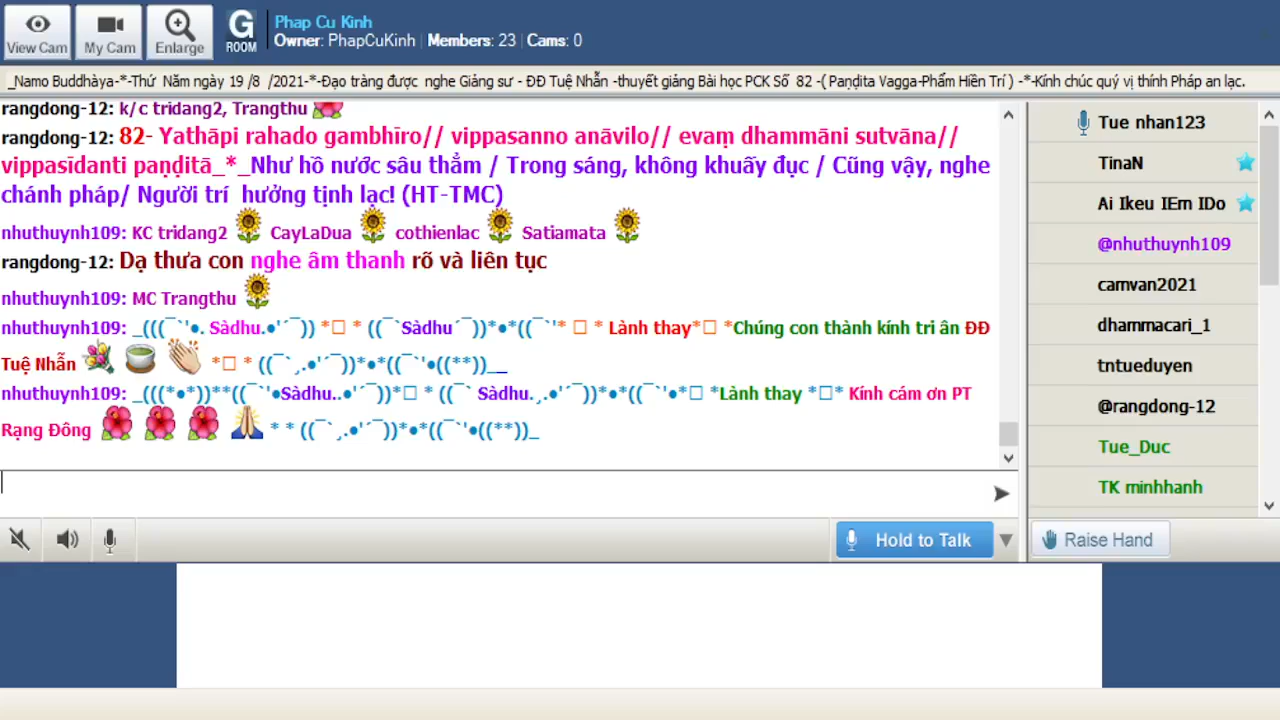 View Cam
My Cam
Enlarge
G
ROOM
Phap Cu Kinh
Owner: PhapCuKinh | Members: 23 | Cams: 0
_Namo Buddhàya-*-Thứ Năm ngày 19 /8 /2021-*-Đạo tràng được nghe Giảng sư - ĐĐ Tuệ Nhẫn -thuyết giảng Bài học PCK Số 82 -( Paṇḍita Vagga-Phẩm Hiền Trí ) -*-Kính chúc quý vị thính Pháp an lạc.
rangdong-12: k/c tridang2, Trangthu
rangdong-12: 82- Yathāpi rahado gambhīro// vippasanno anāvilo// evaṃ dhammāni sutvāna//
vippasīdanti paṇḍitā_*_Như hồ nước sâu thẳm / Trong sáng, không khuấy đục / Cũng vậy, nghe
chánh pháp/ Người trí hưởng tịnh lạc! (HT-TMC)
nhuthuynh109: KC tridang2 CayLaDua cothienlac Satiamata
rangdong-12: Dạ thưa con nghe âm thanh rõ và liên tục
nhuthuynh109: MC Trangthu
nhuthuynh109: _(((¯`'•. Sàdhu.•'´¯)) *□ * ((¯`Sàdhu´¯))*•*((¯`'* □ * Lành thay*□ *Chúng con thành kính tri ân ĐĐ
Tuệ Nhẫn *□ * ((¯`¸.•'´¯))*•*((¯`'•((**))__
nhuthuynh109: _(((*•*))**((¯`'•Sàdhu..•'´¯))*□ * ((¯` Sàdhu.¸.•'´¯))*•*((¯`'•*□ *Lành thay *□* Kính cám ơn PT
Rạng Đông * * ((¯`¸.•'´¯))*•*((¯`'•((**))_
Hold to Talk
Tue nhan123
TinaN
Ai Ikeu IEm IDo
@nhuthuynh109
camvan2021
dhammacari_1
tntueduyen
@rangdong-12
Tue_Duc
TK minhhanh
Raise Hand